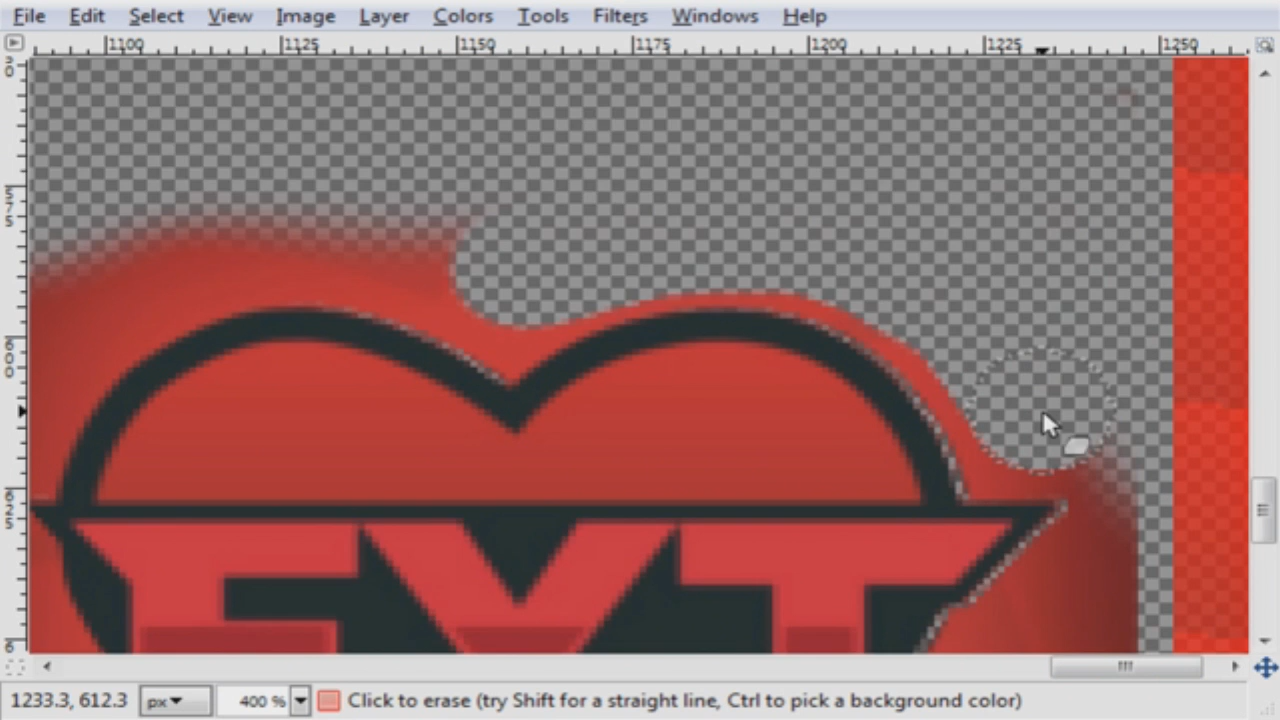 File Edit Select View Image Layer Colors Tools Filters Windows Help
1100 1125 1150 1175 1200 1225 1250
EXT
1233.3, 612.3 px 400 % Click to erase (try Shift for a straight line, Ctrl to pick a background color)